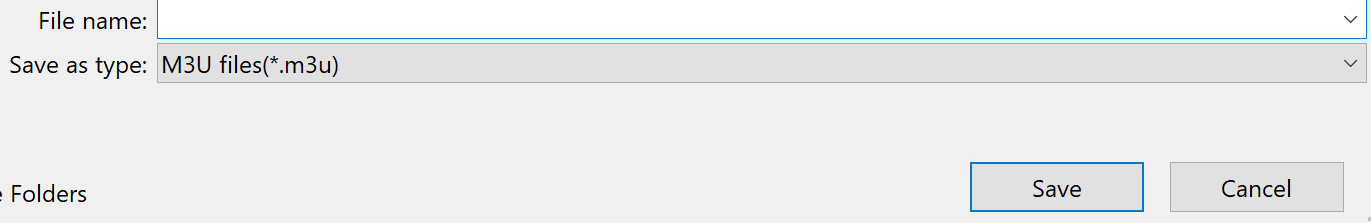 File name:
Save as type: M3U files(*.m3u)
Folders
Save Cancel